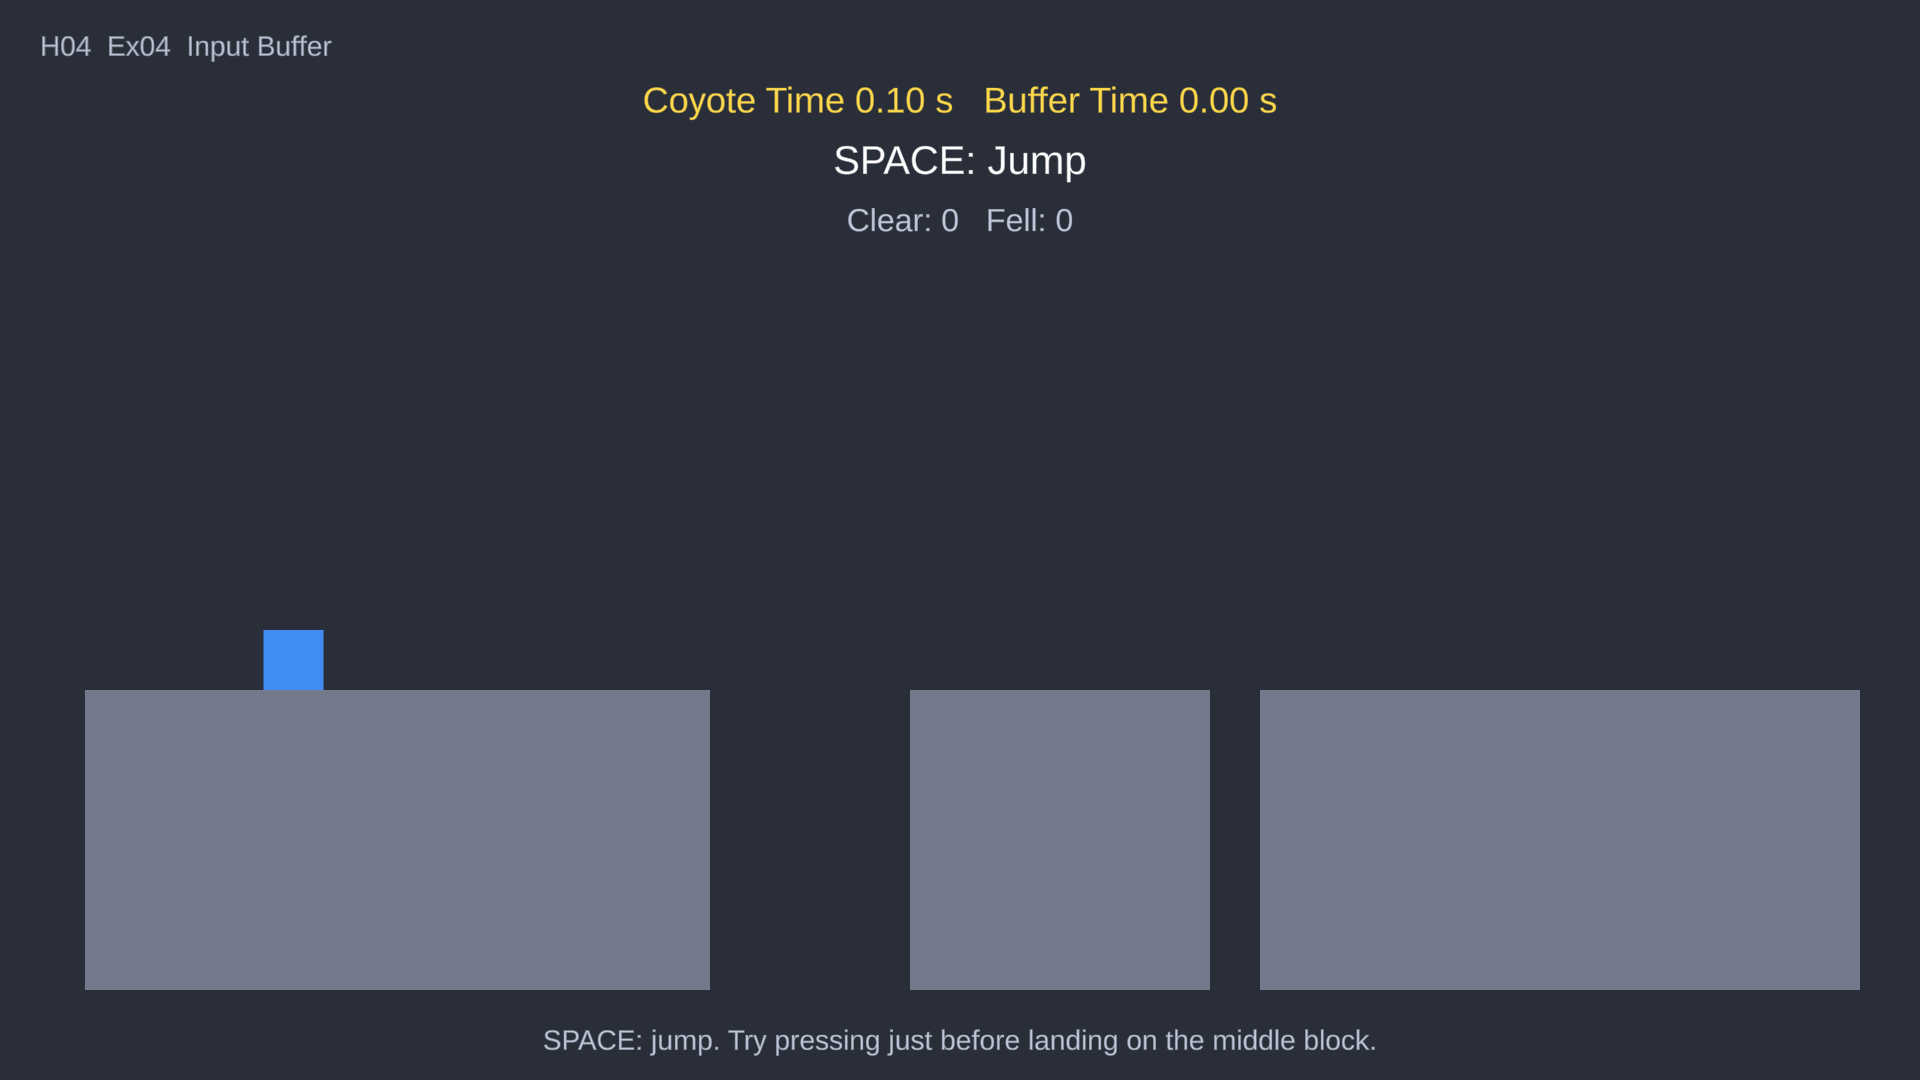 H04  Ex04  Input Buffer
Coyote Time 0.10 s   Buffer Time 0.00 s
SPACE: Jump
Clear: 0   Fell: 0
SPACE: jump. Try pressing just before landing on the middle block.